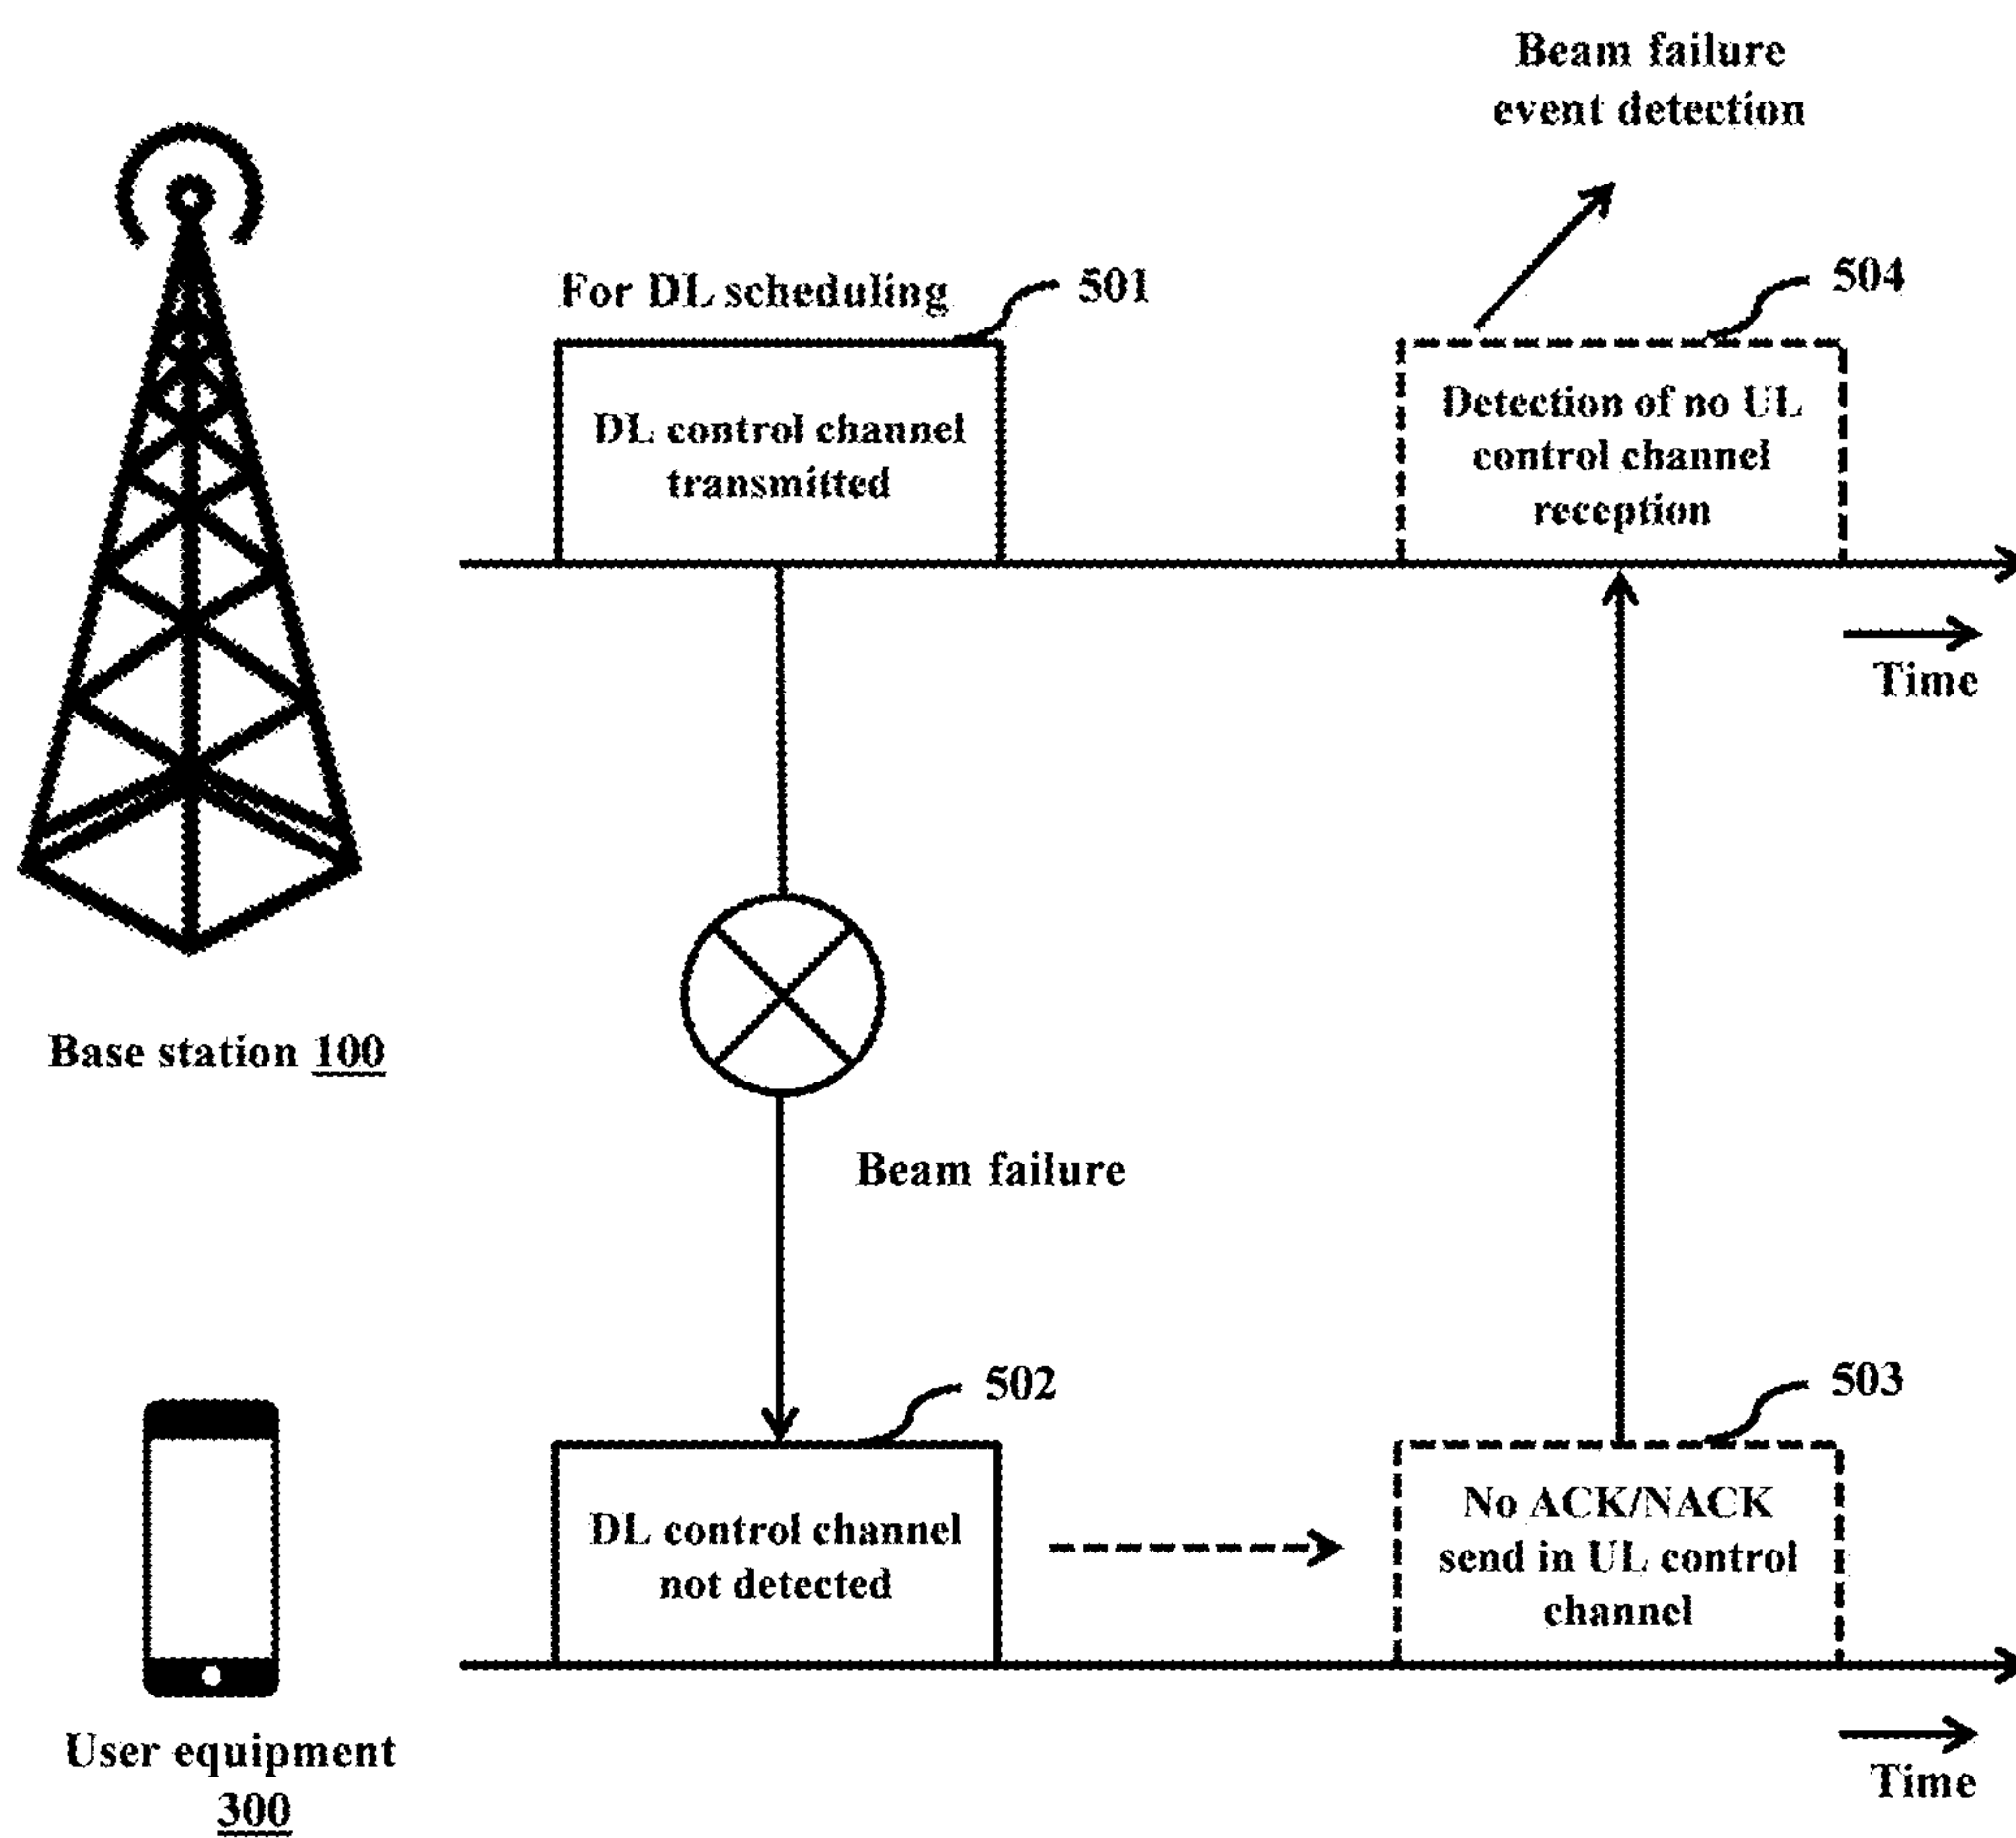 Beam failure
event detection
For DL scheduling
501
504
DL control channel
transmitted
Detection of no UL
control channel
reception
Time
Base station 100
Beam failure
502
503
DL control channel
not detected
No ACK/NACK
send in UL control
channel
User equipment
300
Time